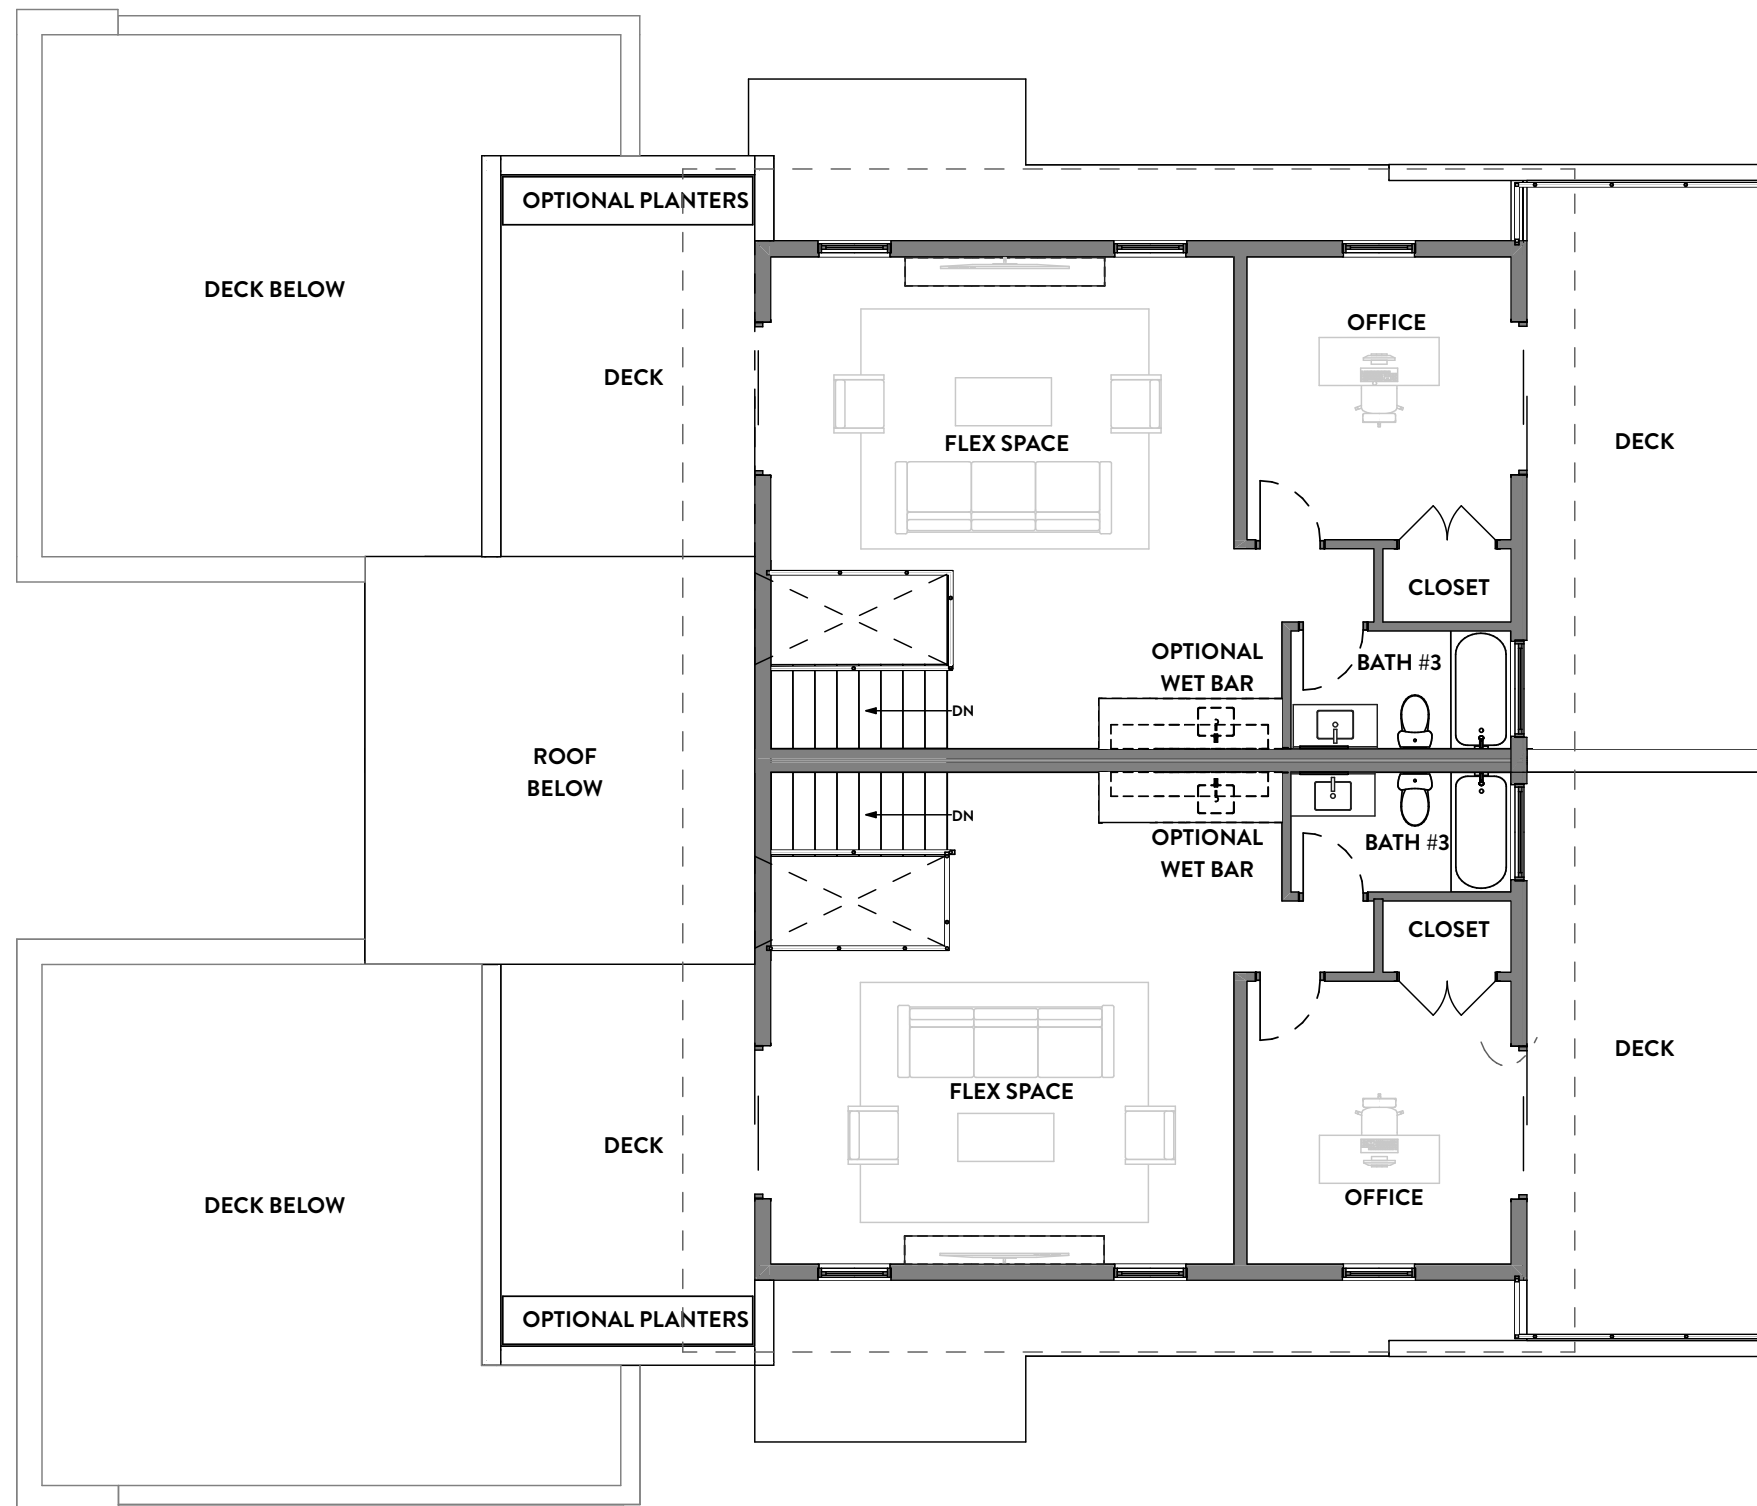 OPTIONAL PLANTERS
DECK BELOW
OFFICE
DECK
FLEX SPACE
DECK
CLOSET
OPTIONAL
WET BAR
BATH #3
DN
ROOF
BELOW
DN
OPTIONAL
WET BAR
BATH #3
CLOSET
DECK
FLEX SPACE
DECK
OFFICE
DECK BELOW
OPTIONAL PLANTERS